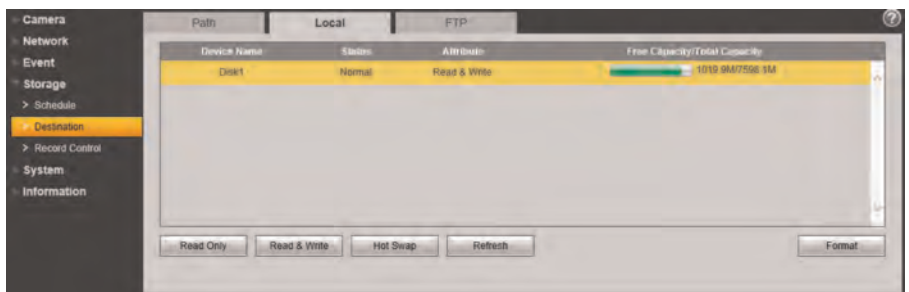 Camera
Network
Event
Storage
> Schedule
Destination
> Record Control
System
Information
Path
Local
FTP
?
Device Name Status Attribute Free Capacity/Total Capacity
Disk1 Normal Read & Write 1019.9M/7598.1M
Read Only
Read & Write
Hot Swap
Refresh
Format